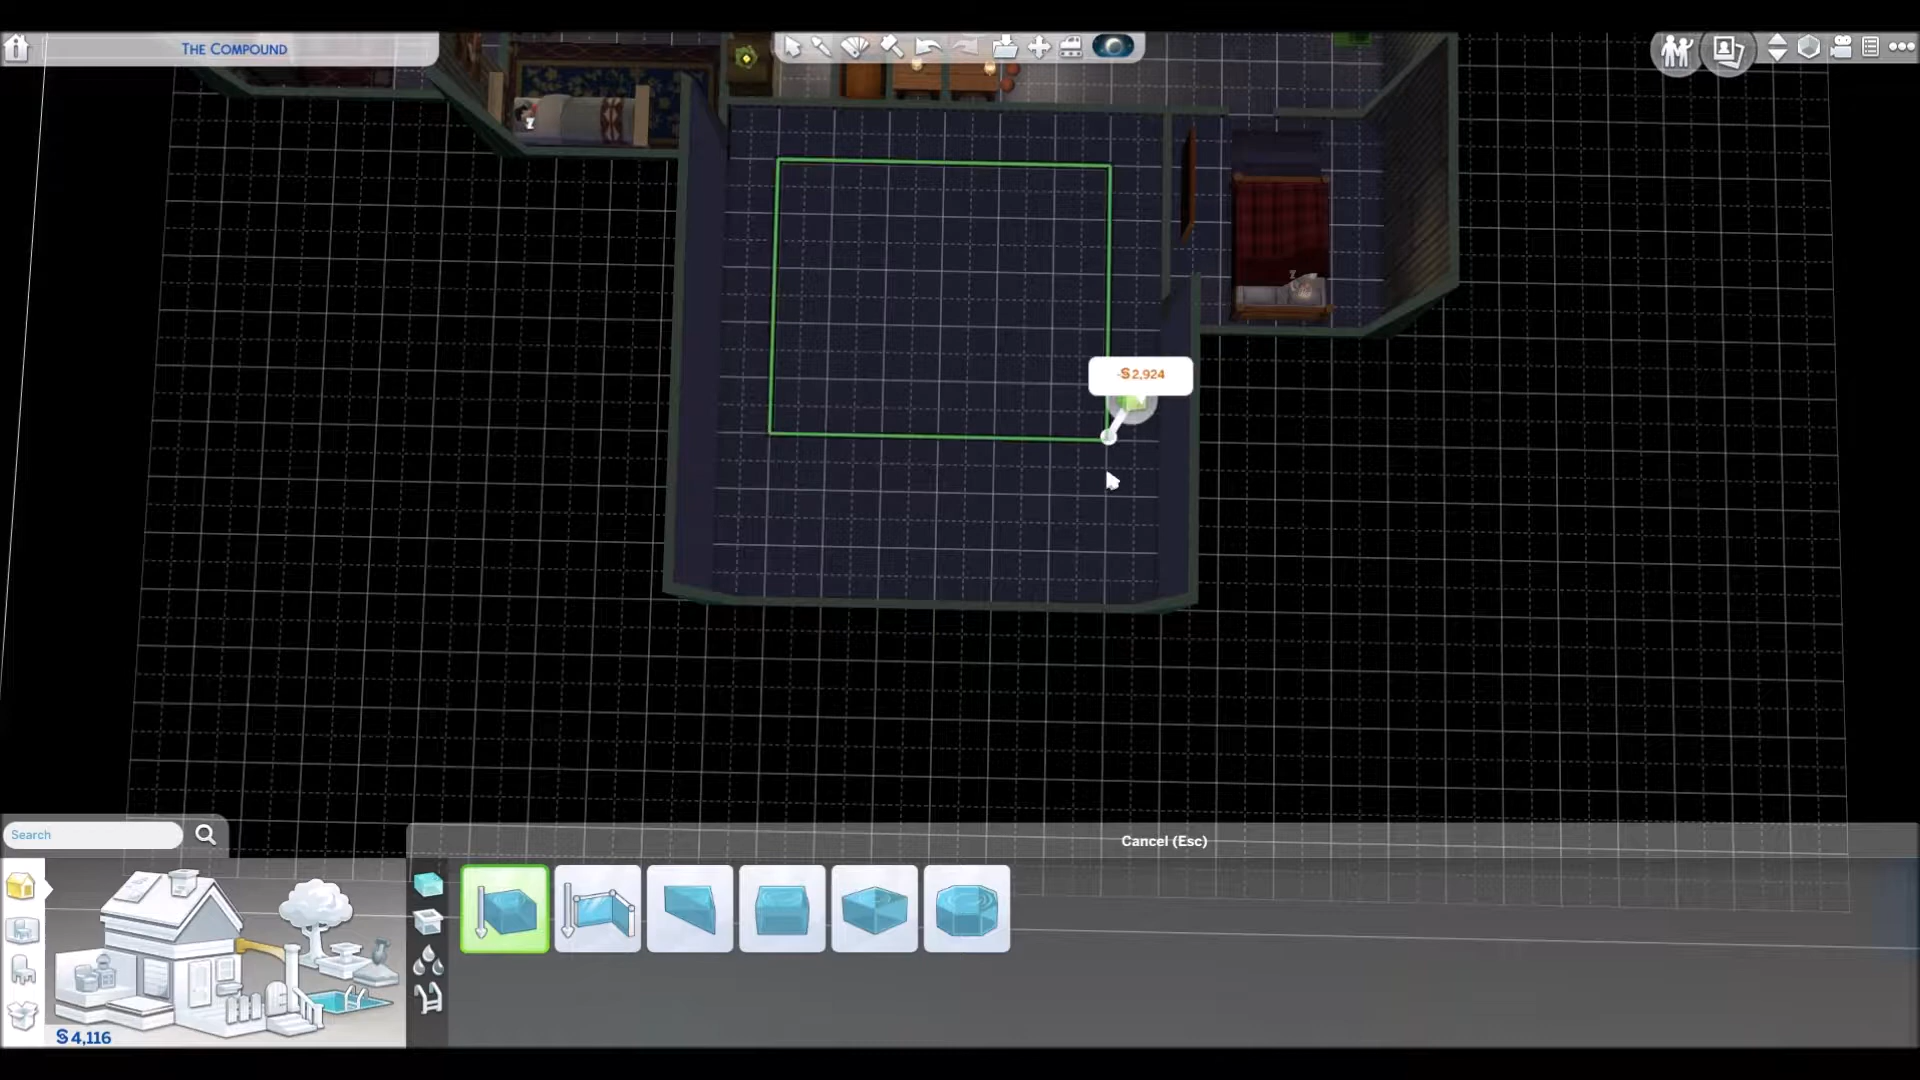 THE COMPOUND
z
-§2,924
Cancel (Esc)
Search
§4,116